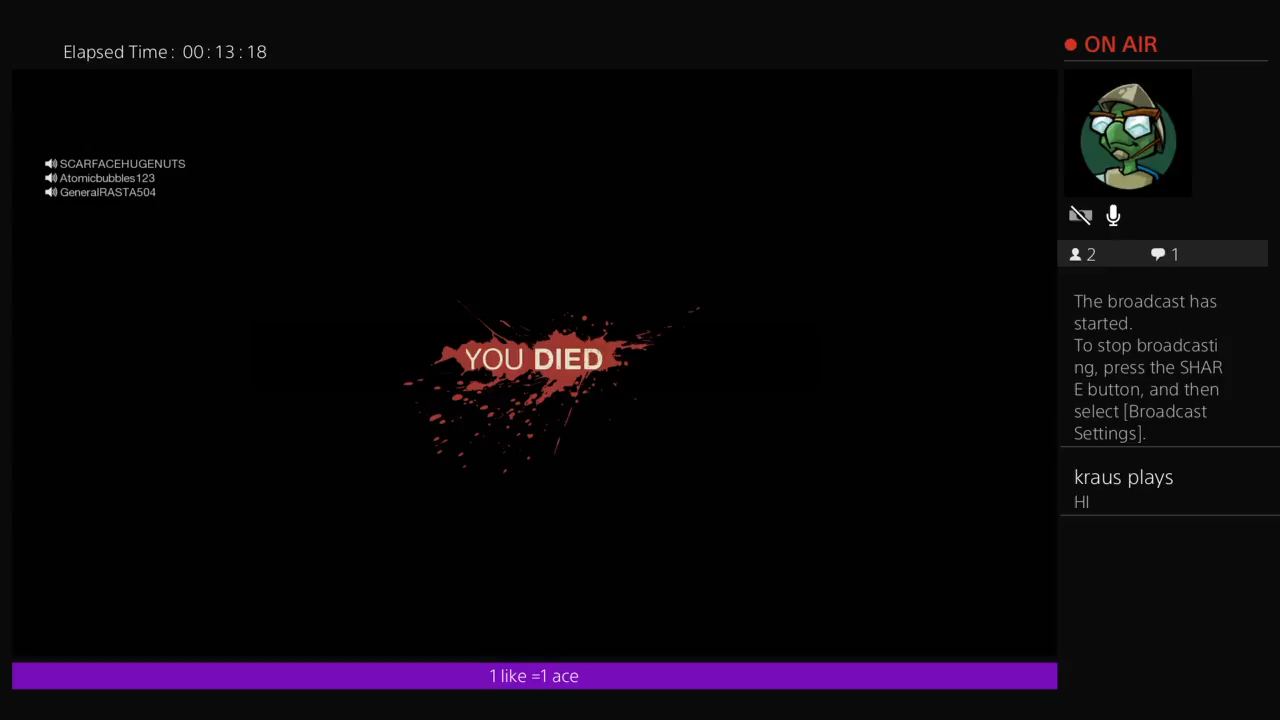 Elapsed Time: 00:13:18
ON AIR
SCARFACEHUGENUTS
Atomicbubbles123
GeneralRASTA504
2 1
The broadcast has
started.
To stop broadcasti
ng, press the SHAR
E button, and then
select [Broadcast
Settings].
YOU DIED
kraus plays
HI
1 like =1 ace